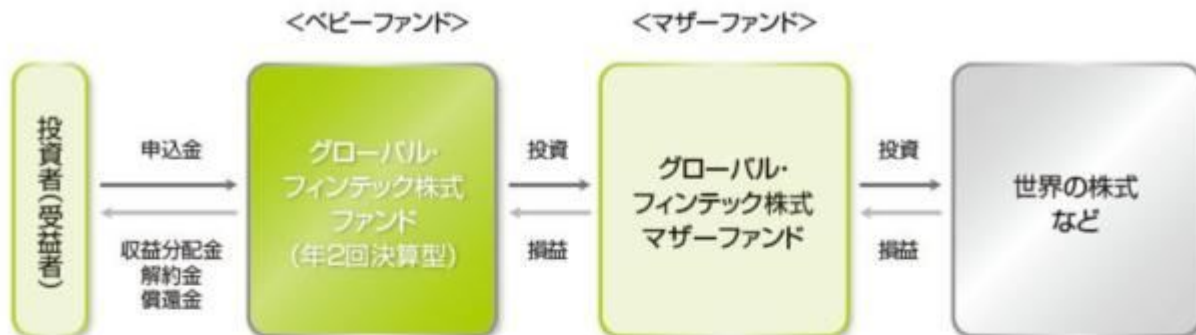 <ベビーファンド>
<マザーファンド>
投資者(受益者)
申込金
収益分配金
解約金
償還金
グローバル・
フィンテック株式
ファンド
(年2回決算型)
投資
損益
グローバル・
フィンテック株式
マザーファンド
投資
損益
世界の株式
など